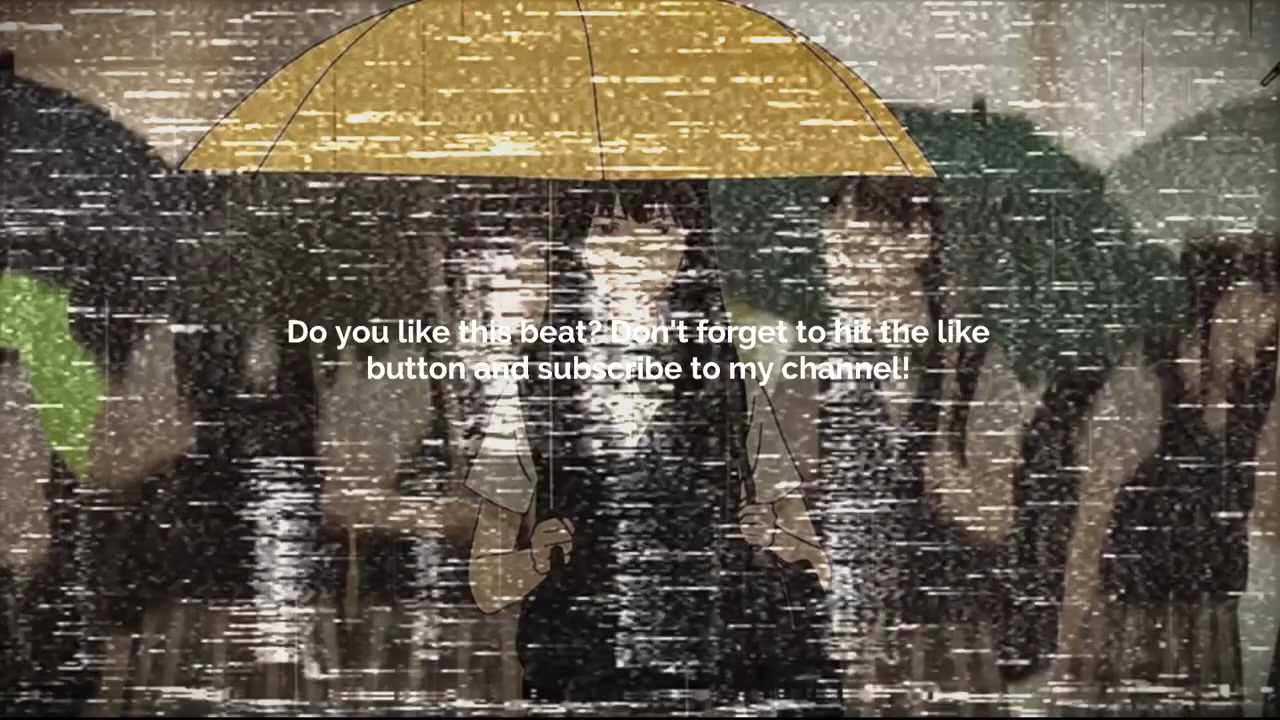 Do you like this beat? Don't forget to hit the like
button and subscribe to my channel!